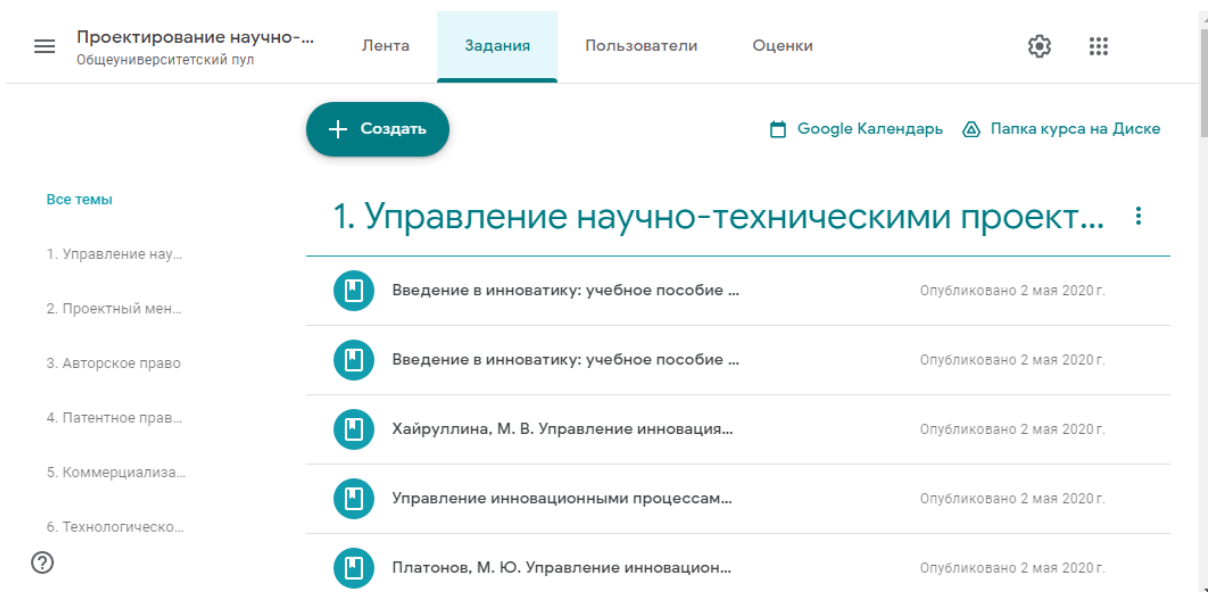 Проектирование научно-...
Общеуниверситетский пул
Лента
Задания
Пользователи
Оценки
+ Создать
Google Календарь
Папка курса на Диске
Все темы
1. Управление нау...
2. Проектный мен...
3. Авторское право
4. Патентное прав...
5. Коммерциализа...
6. Технологическо...
1. Управление научно-техническими проект...
Введение в инноватику: учебное пособие ...
Опубликовано 2 мая 2020 г.
Введение в инноватику: учебное пособие ...
Опубликовано 2 мая 2020 г.
Хайруллина, М. В. Управление инновация...
Опубликовано 2 мая 2020 г.
Управление инновационными процессам...
Опубликовано 2 мая 2020 г.
Платонов, М. Ю. Управление инновацион...
Опубликовано 2 мая 2020 г.